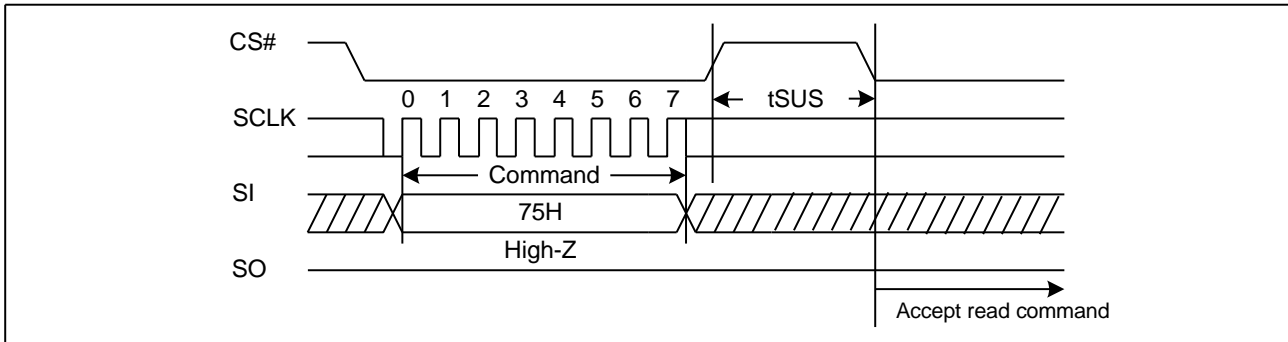 CS#
tSUS
0 1 2 3 4 5 6 7
SCLK
Command
SI
75H
High-Z
SO
Accept read command